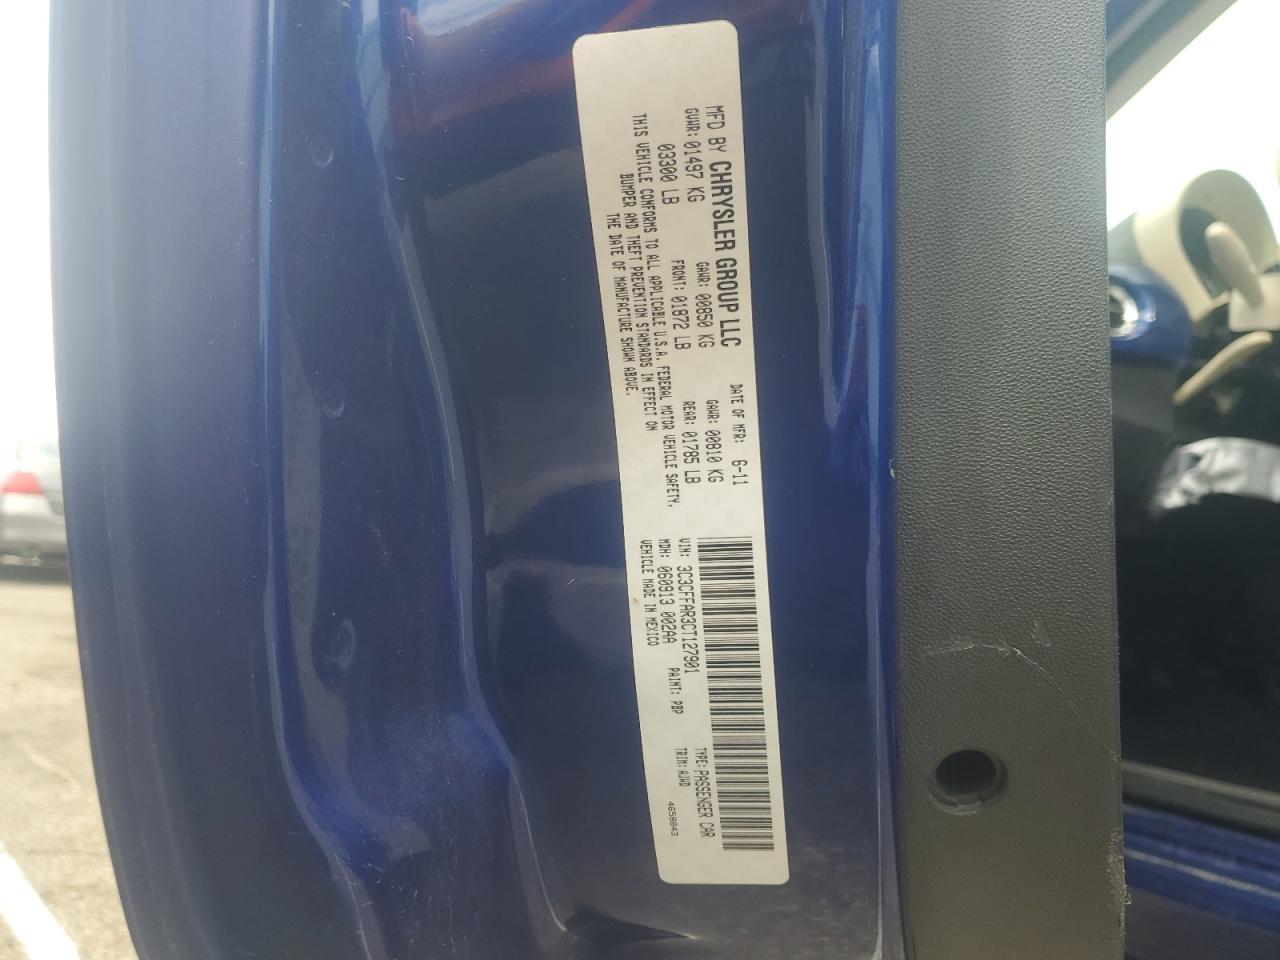 MFD BY CHRYSLER GROUP LLC
DATE OF MFR: 6-11
GVWR: 01497 KG
03300 LB
GAWR: 00850 KG
FRONT: 01872 LB
GAWR: 00810 KG
REAR: 01785 LB
THIS VEHICLE CONFORMS TO ALL APPLICABLE U.S.A. FEDERAL MOTOR VEHICLE SAFETY,
BUMPER AND THEFT PREVENTION STANDARDS IN EFFECT ON
THE DATE OF MANUFACTURE SHOWN ABOVE.
VIN: 3C3CFFAR3CT127901
TYPE: PASSENGER CAR
MDH: 060913 002AA
PAINT: PBP
TRIM: AJWD
VEHICLE MADE IN MEXICO
4658843